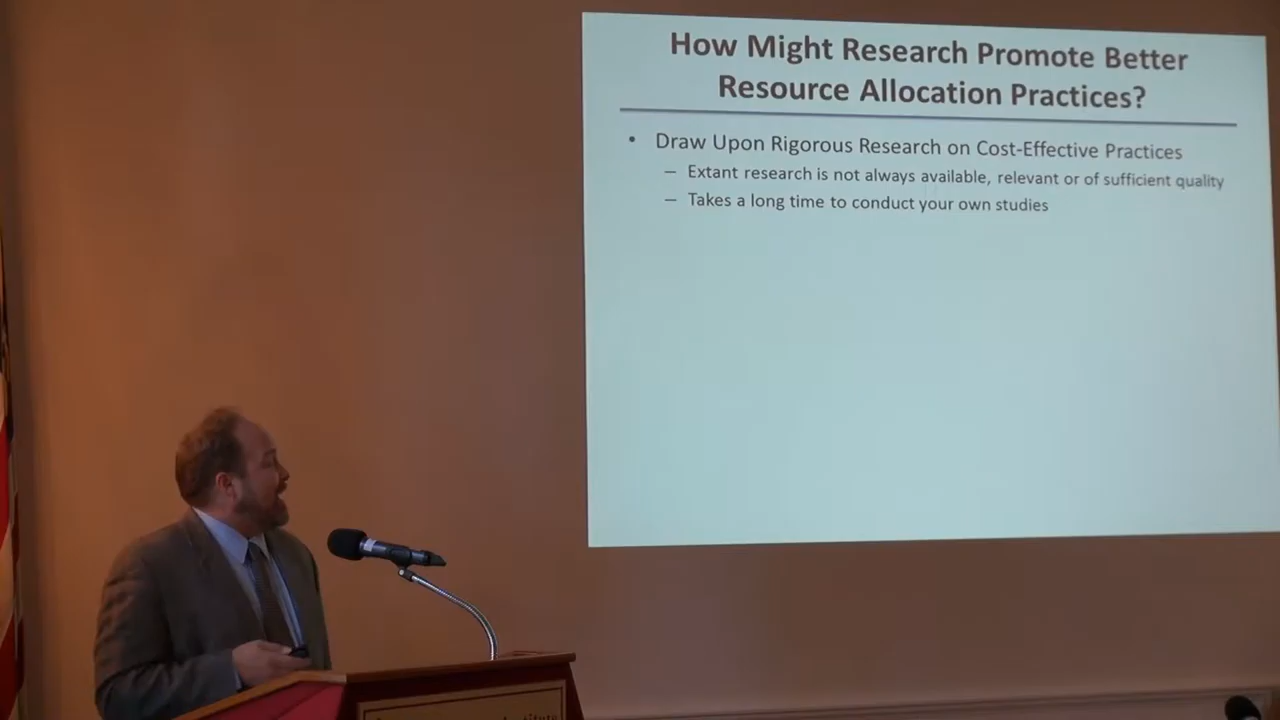 How Might Research Promote Better
Resource Allocation Practices?
• Draw Upon Rigorous Research on Cost-Effective Practices
– Extant research is not always available, relevant or of sufficient quality
– Takes a long time to conduct your own studies